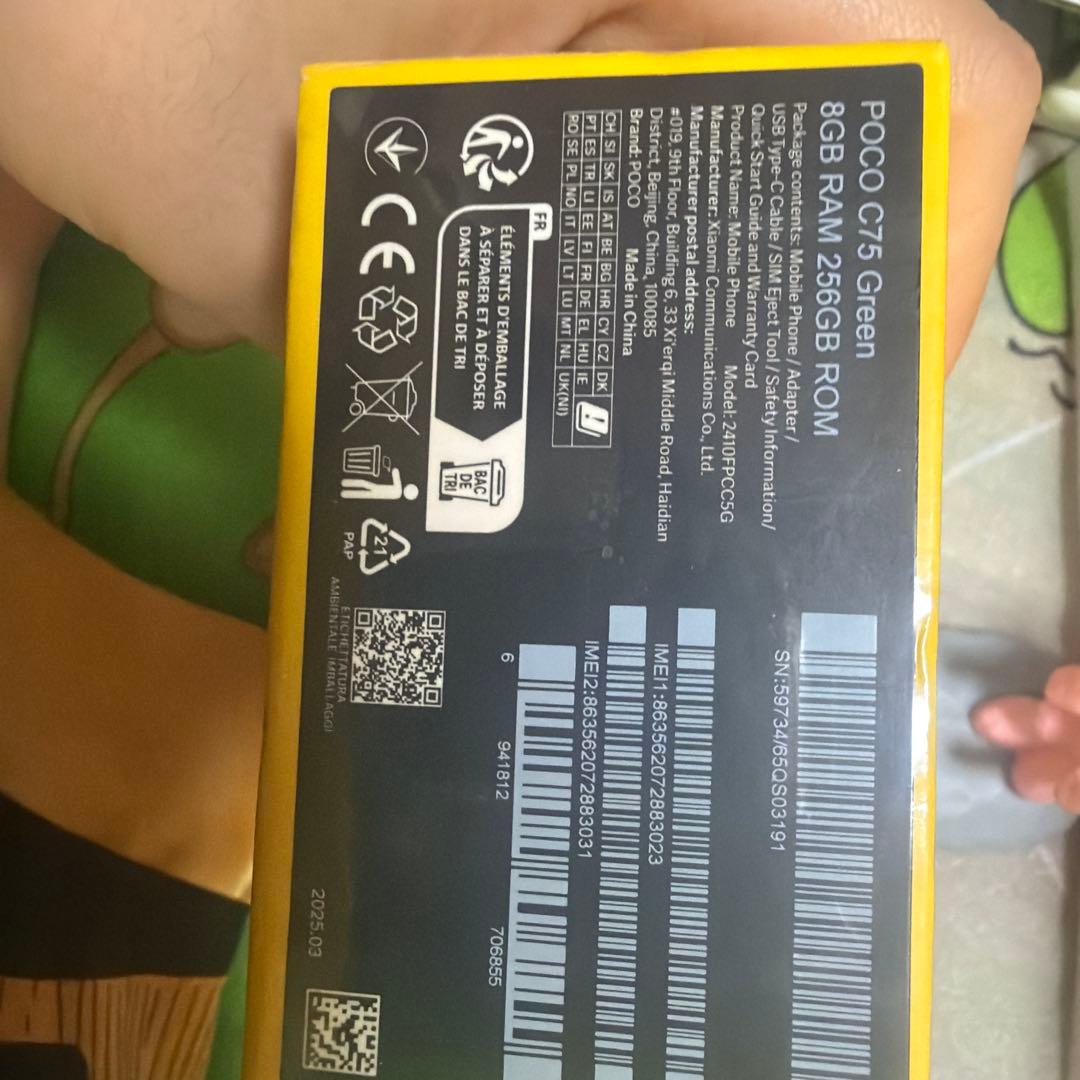 POCO C75 Green
8GB RAM 256GB ROM
Package contents: Mobile Phone / Adapter /
USB Type-C Cable / SIM Eject Tool / Safety Information/
Quick Start Guide and Warranty Card
Product Name: Mobile Phone Model: 2410FPCC5G
Manufacturer: Xiaomi Communications Co., Ltd.
Manufacturer postal address:
#019, 9th Floor, Building 6, 33 Xi'erqi Middle Road, Haidian
District, Beijing, China, 100085
Brand: POCO Made in China
CH SI SK IS AT BE BG HR CY CZ DK
PT ES TR LI EE FI FR DE EL HU IE
RO SE PL NO IT LV LT LU MT NL UK(NI)
FR
ÉLÉMENTS D'EMBALLAGE
À SÉPARER ET À DÉPOSER
DANS LE BAC DE TRI
BAC
DE
TRI
CE
21
PAP
ETICHETTATURA
AMBIENTALE IMBALLAGGI
SN:59734/65QS03191
IMEI1:863562072883023
IMEI2:863562072883031
6 941812 706855
2025.03